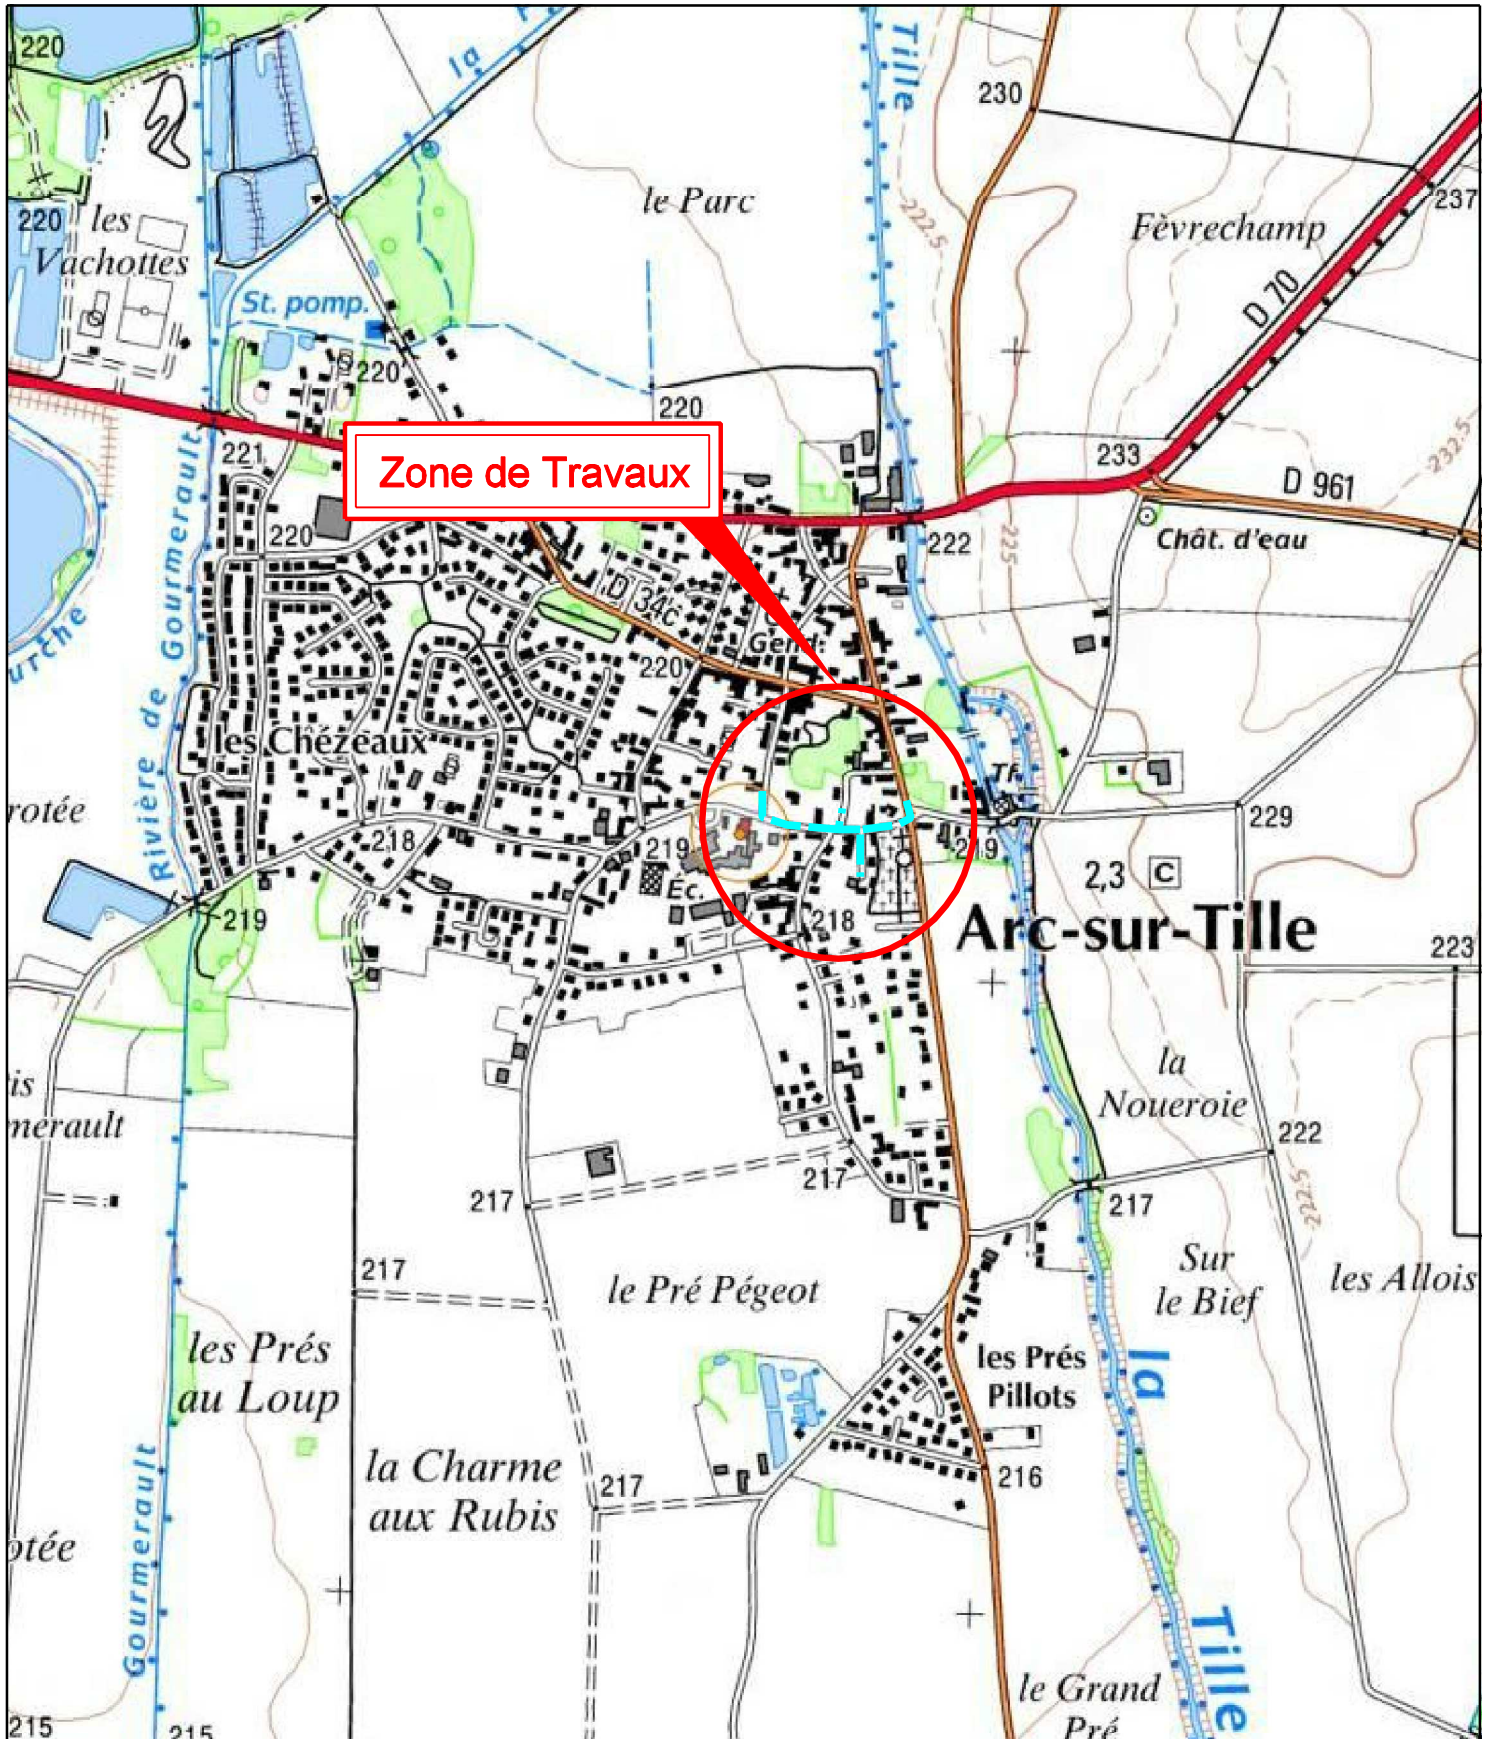 220
la
Tille
230
237
220
les
Vachottes
le Parc
222.5
Fèvrechamp
D 70
St. pomp.
220
220
221
Zone de Travaux
233
D 961
232.5
220
222
225
Chât. d'eau
Rivière de Gourmerault
D 34c
Gend.
220
urche
les Chézeaux
Tf
rotée
229
218
219
219
2,3 C
Éc.
219
218
Arc-sur-Tille
223
is
merault
la
Noueroie
222
217
217
217
222.5
217
le Pré Pégeot
Sur
le Bief
les Allois
les Prés
au Loup
les Prés
Pillots
la
Gourmerault
la Charme
aux Rubis
217
216
otée
Tille
le Grand
Pré
215
215